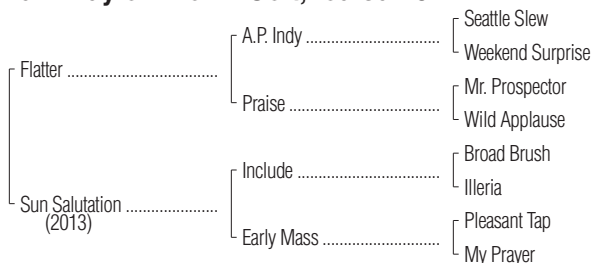 Seattle Slew
A.P. Indy ....................................
Weekend Surprise
Flatter ........................................
Mr. Prospector
Praise ........................................
Wild Applause
Broad Brush
Include ......................................
Illeria
Sun Salutation .........................
(2013)
Pleasant Tap
Early Mass ................................
My Prayer